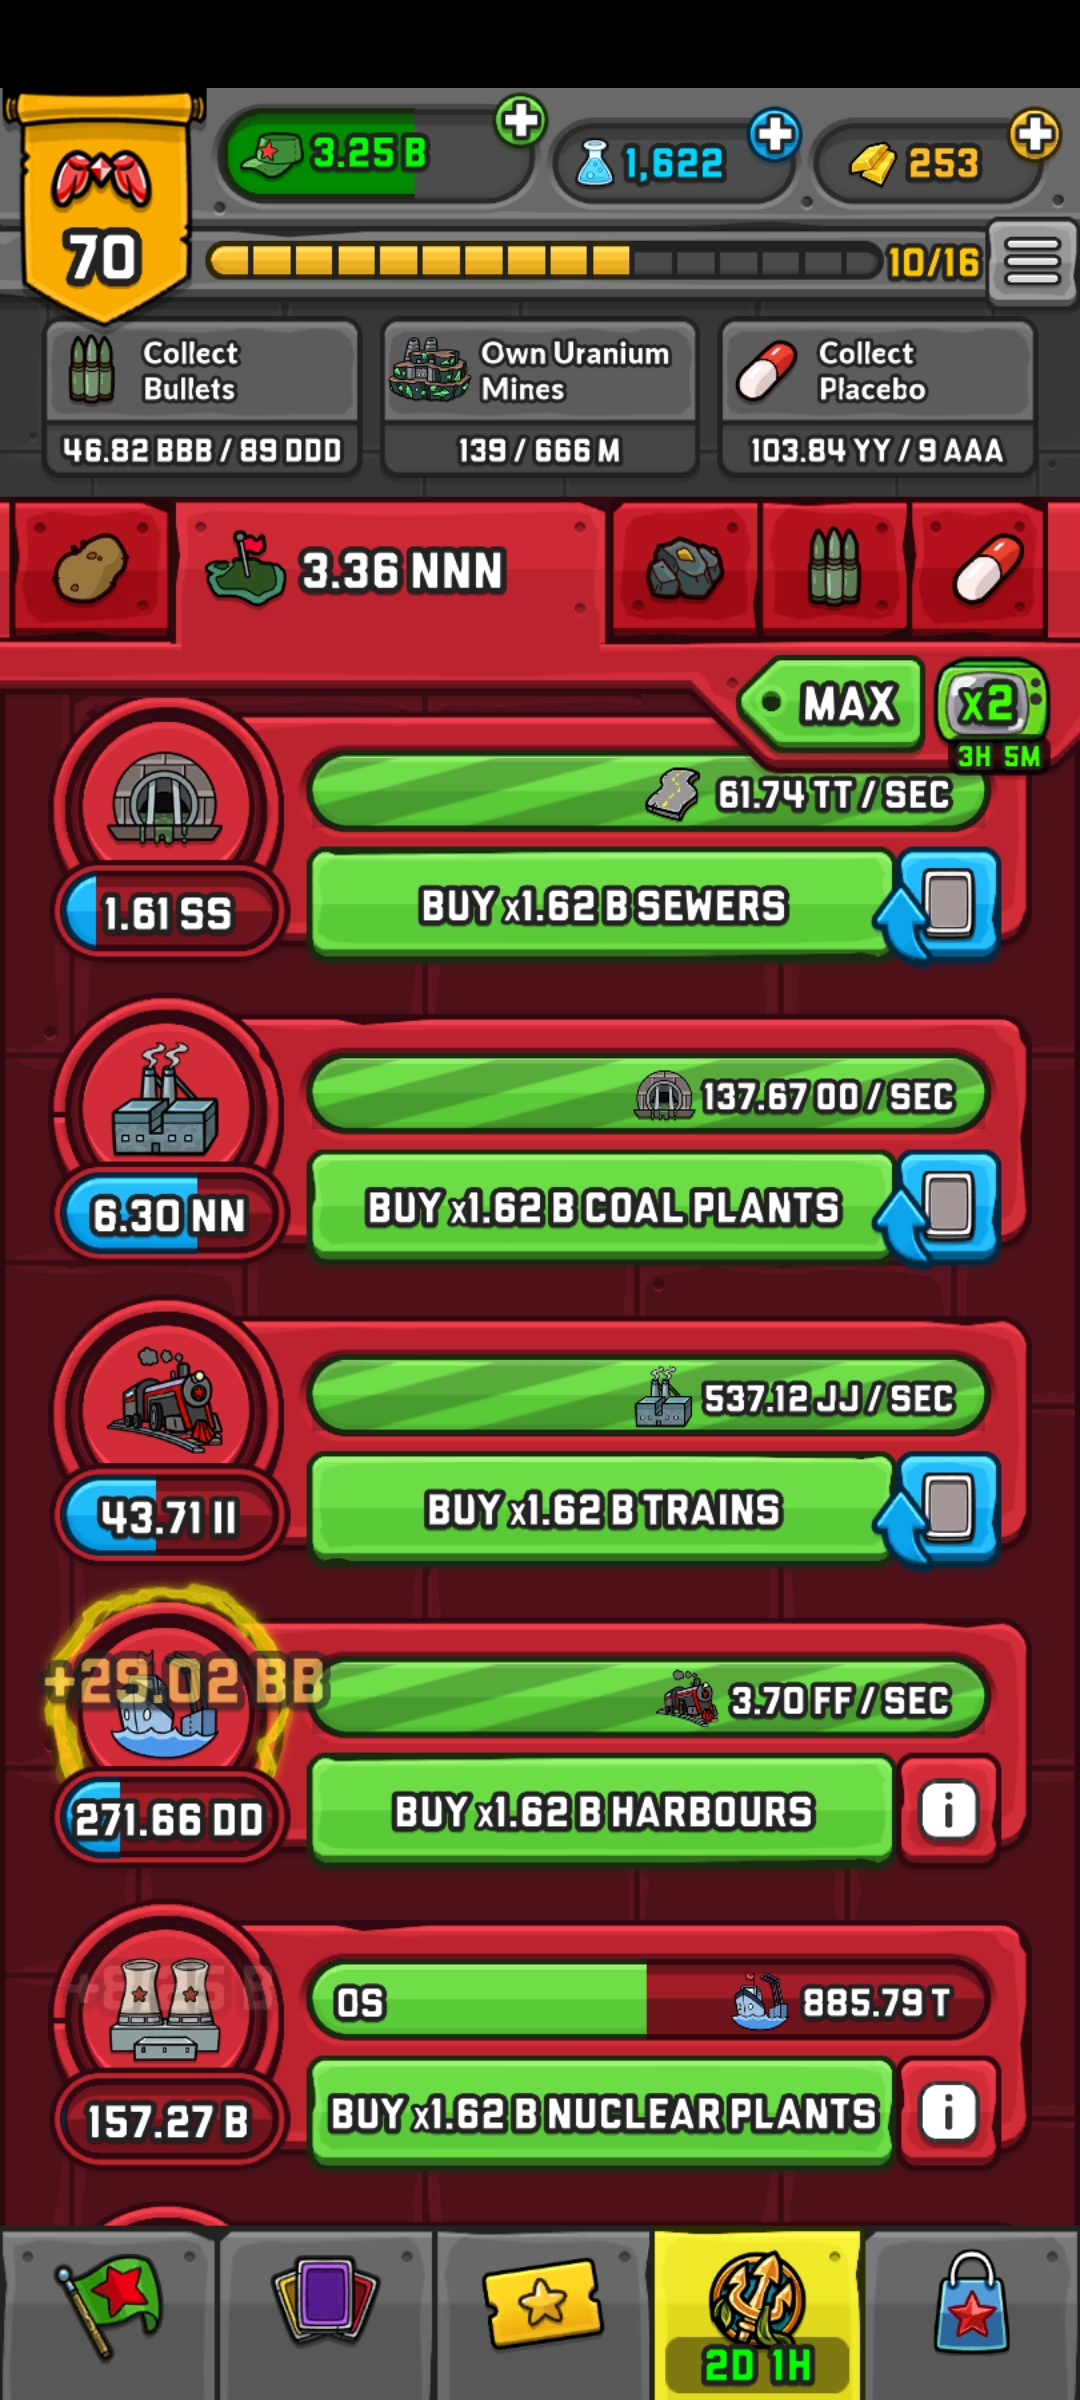 3.25 B
1,622
253
70
10/16
Collect
Bullets
46.82 BBB / 89 DDD
Own Uranium
Mines
139 / 666 M
Collect
Placebo
103.84 YY / 9 AAA
3.36 NNN
MAX
x2
3H 5M
61.74 TT / SEC
1.61 SS
BUY x1.62 B SEWERS
137.67 OO / SEC
6.30 NN
BUY x1.62 B COAL PLANTS
537.12 JJ / SEC
43.71 II
BUY x1.62 B TRAINS
+29.02 BB
3.70 FF / SEC
271.66 DD
BUY x1.62 B HARBOURS
i
0S
885.79 T
157.27 B
BUY x1.62 B NUCLEAR PLANTS
i
2D 1H